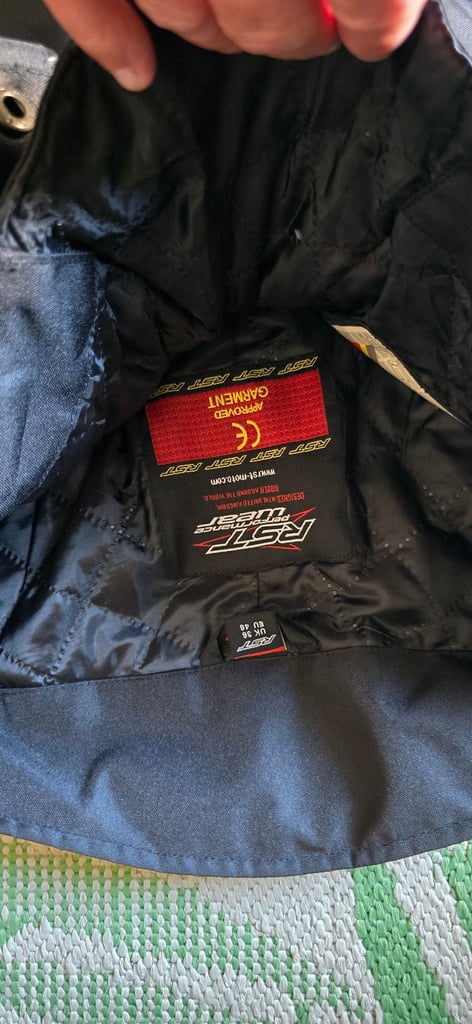 RST
performance
wear
DESIGNED IN THE UNITED KINGDOM,
RIDDEN AROUND THE WORLD.
www.rst-moto.com
RST RST RST RST
CE
APPROVED
GARMENT
RST RST RST RST
RST
UK 36
EU 46